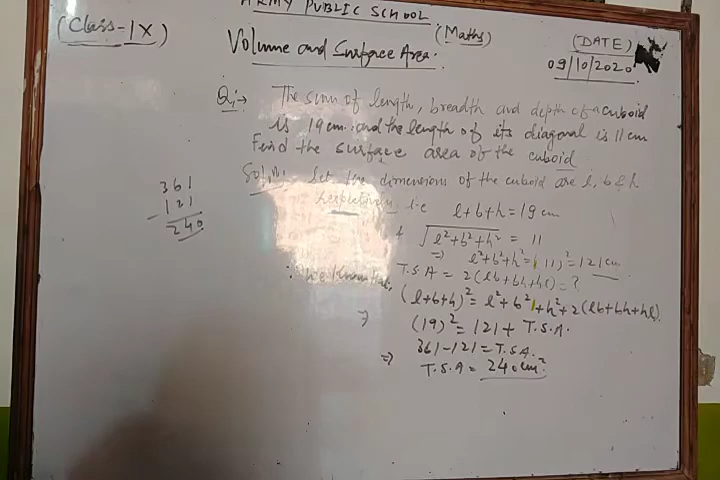 ARMY PUBLIC SCHOOL
(Class-IX)
(Maths)
(DATE)
09/10/2020
Volume and Surface Area:
Q:→ The sum of length, breadth and depth of a cuboid
is 19 cm. and the length of its diagonal is 11 cm
Find the surface area of the cuboid
Soln: Let the dimensions of the cuboid are l, b & h
respectively i.e l+b+h = 19 cm
& √l²+b²+h² = 11
⇒ l²+b²+h² = (11)² = 121 cm
T.S.A = 2(lb+bh+hl) = ?
∴ we know that,
(l+b+h)² = l²+b²+h²+2(lb+bh+hl)
(19)² = 121 + T.S.A.
361-121 = T.S.A.
⇒ T.S.A = 240 cm²
361
- 121
240